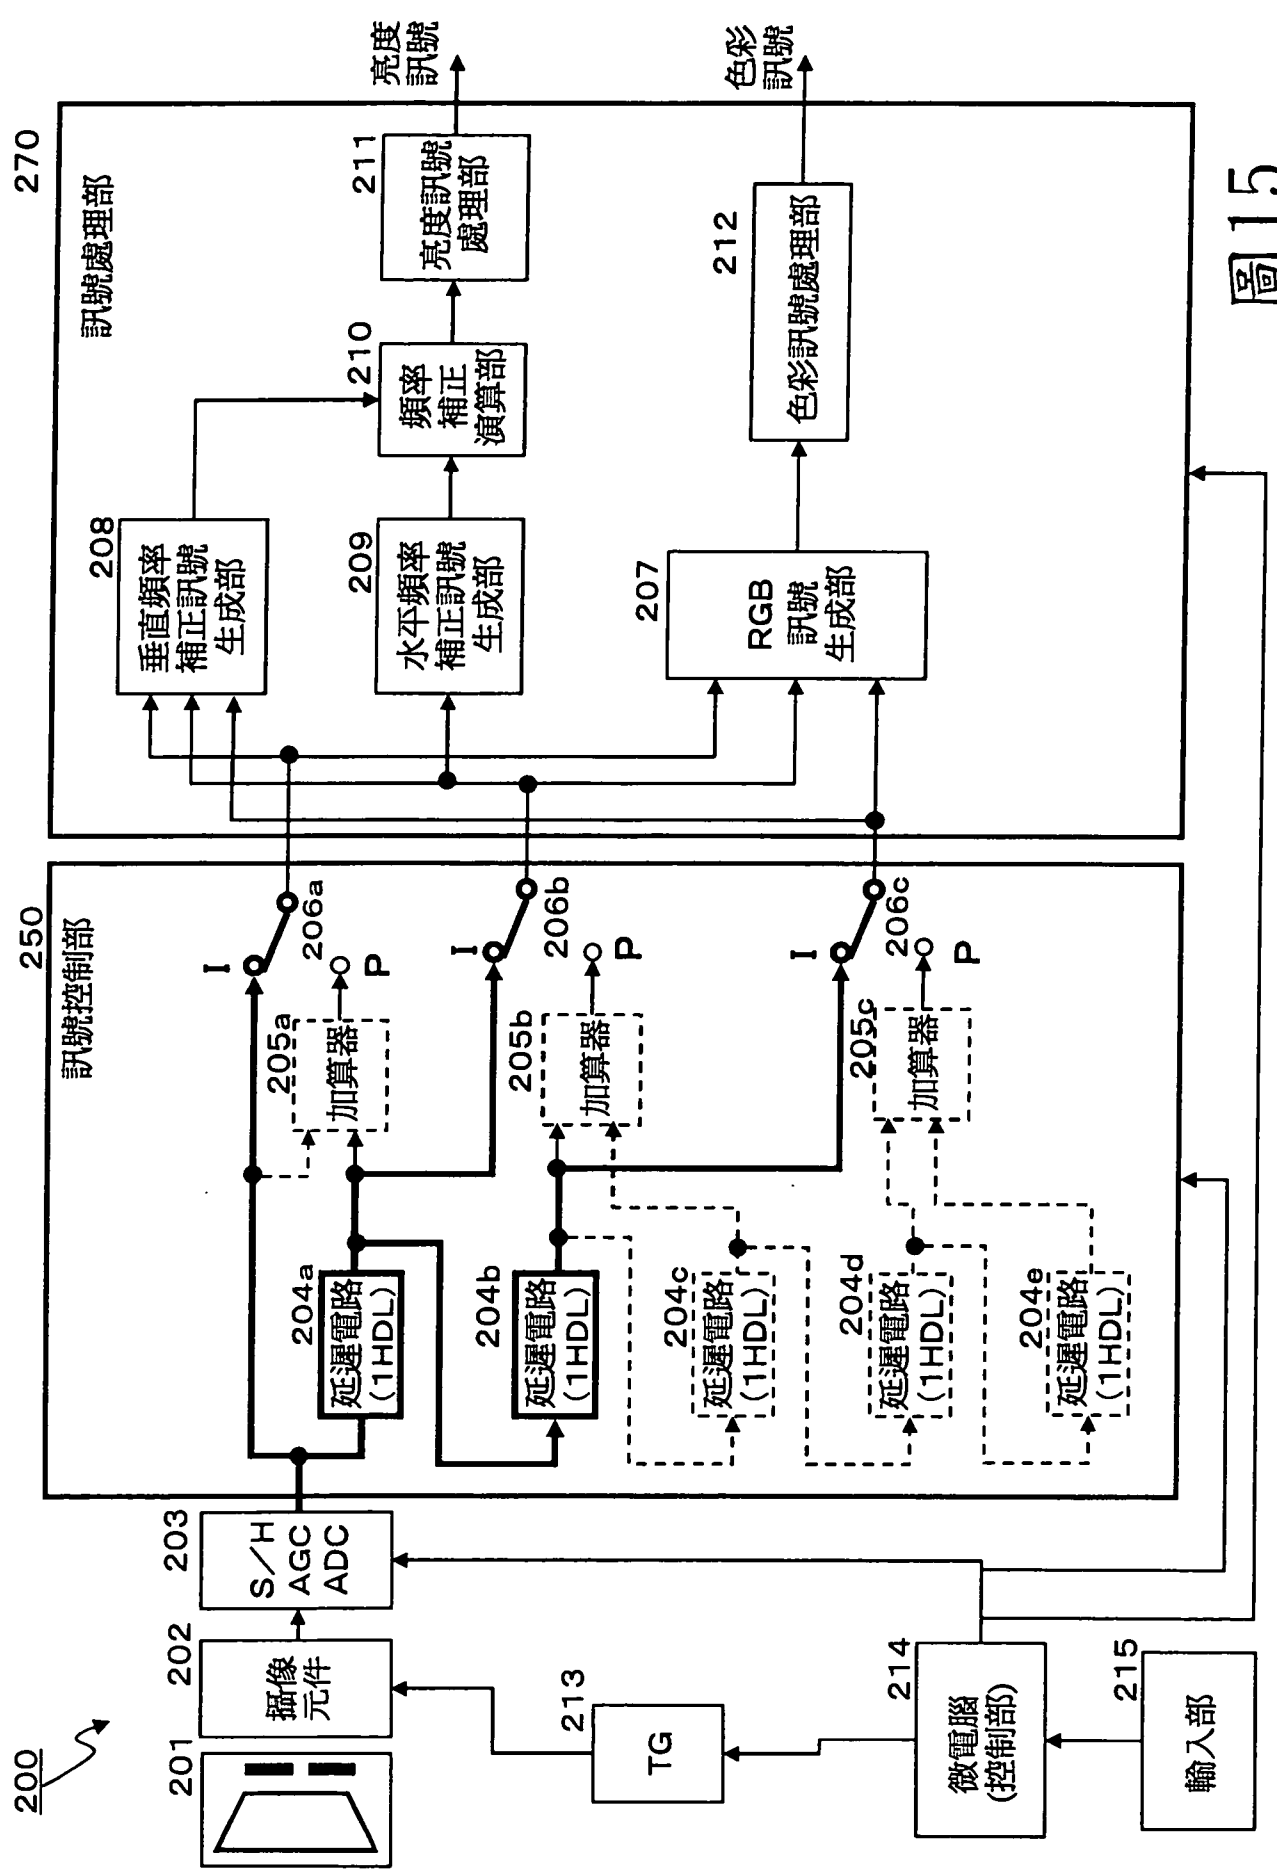 200
201
202
攝像
元件
203
S/H
AGC
ADC
213
TG
214
微電腦
(控制部)
215
輸入部
250
訊號控制部
204a
延遲電路
(1HDL)
204b
延遲電路
(1HDL)
204c
延遲電路
(1HDL)
204d
延遲電路
(1HDL)
204e
延遲電路
(1HDL)
205a
加算器
205b
加算器
205c
加算器
I
206a
P
I
206b
P
I
206c
P
270
訊號處理部
208
垂直頻率
補正訊號
生成部
209
水平頻率
補正訊號
生成部
207
RGB
訊號
生成部
210
頻率
補正
演算部
211
亮度訊號
處理部
212
色彩訊號處理部
亮度
訊號
色彩
訊號
圖15